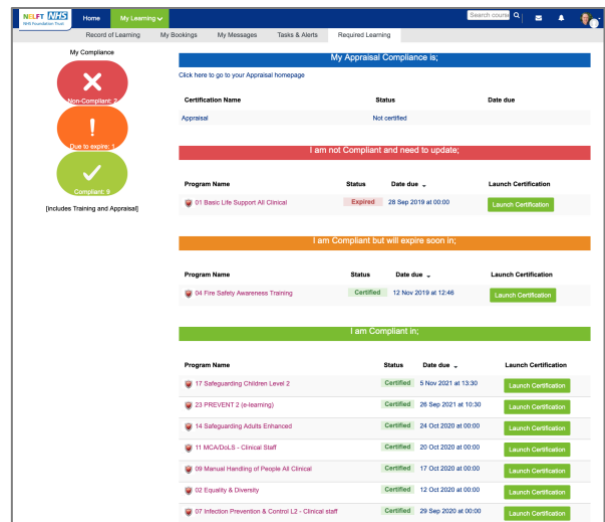 NELFT NHS
NHS Foundation Trust
Home
My Learning
Search course
Record of Learning
My Bookings
My Messages
Tasks & Alerts
Required Learning
My Compliance
Non-Compliant:
Due to expire: 1
Compliant: 9
[includes Training and Appraisal]
My Appraisal Compliance is;
Click here to go to your Appraisal homepage
Certification Name Status Date due
Appraisal Not certified
I am not Compliant and need to update;
Program Name Status Date due Launch Certification
01 Basic Life Support All Clinical Expired 28 Sep 2019 at 00:00 Launch Certification
I am Compliant but will expire soon in;
Program Name Status Date due Launch Certification
04 Fire Safety Awareness Training Certified 12 Nov 2019 at 12:46 Launch Certification
I am Compliant in;
Program Name Status Date due Launch Certification
17 Safeguarding Children Level 2 Certified 5 Nov 2021 at 13:30 Launch Certification
23 PREVENT 2 (e-learning) Certified 26 Sep 2021 at 10:30 Launch Certification
14 Safeguarding Adults Enhanced Certified 24 Oct 2020 at 00:00 Launch Certification
11 MCA/DoLS - Clinical Staff Certified 20 Oct 2020 at 00:00 Launch Certification
09 Manual Handling of People All Clinical Certified 17 Oct 2020 at 00:00 Launch Certification
02 Equality & Diversity Certified 12 Oct 2020 at 00:00 Launch Certification
07 Infection Prevention & Control L2 - Clinical staff Certified 29 Sep 2020 at 00:00 Launch Certification